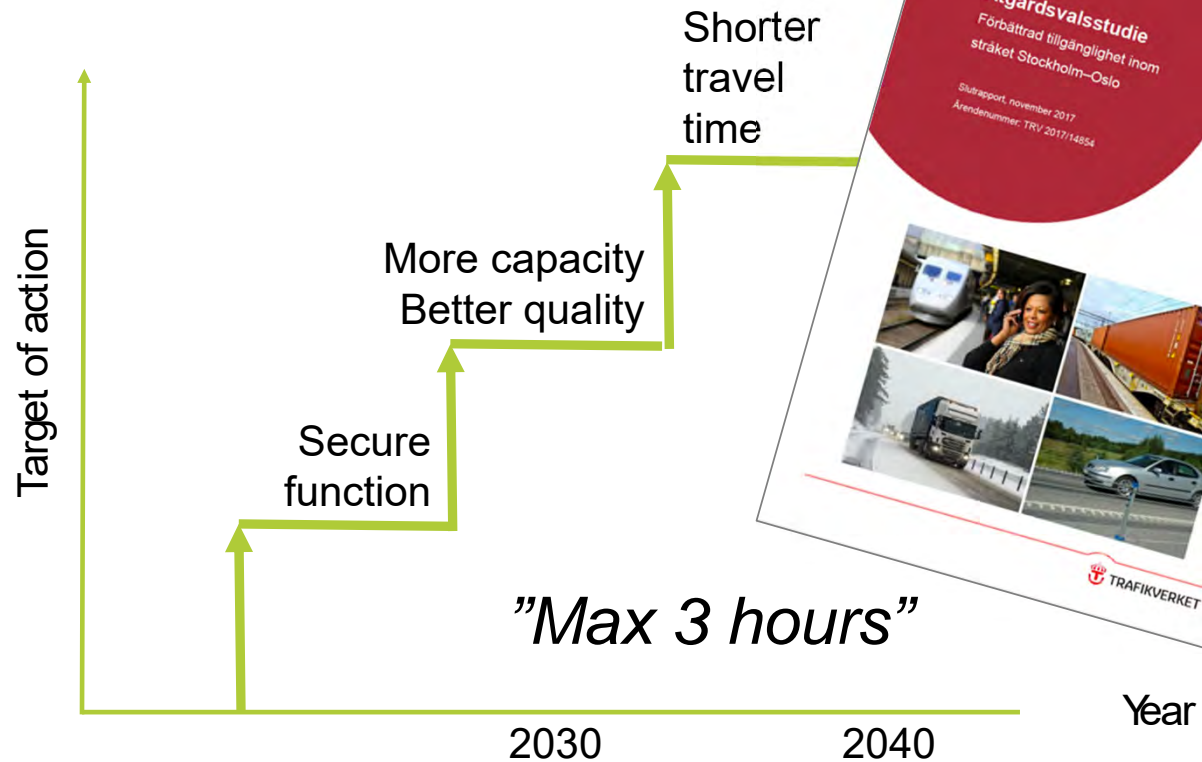 Shorter
travel
time
Förbättrad tillgänglighet inom
stråket Stockholm–Oslo
Slutrapport, november 2017
Ärendenummer: TRV 2017/14854
More capacity
Better quality
Target of action
Secure
function
TRAFIKVERKET
”Max 3 hours”
Year
2030
2040